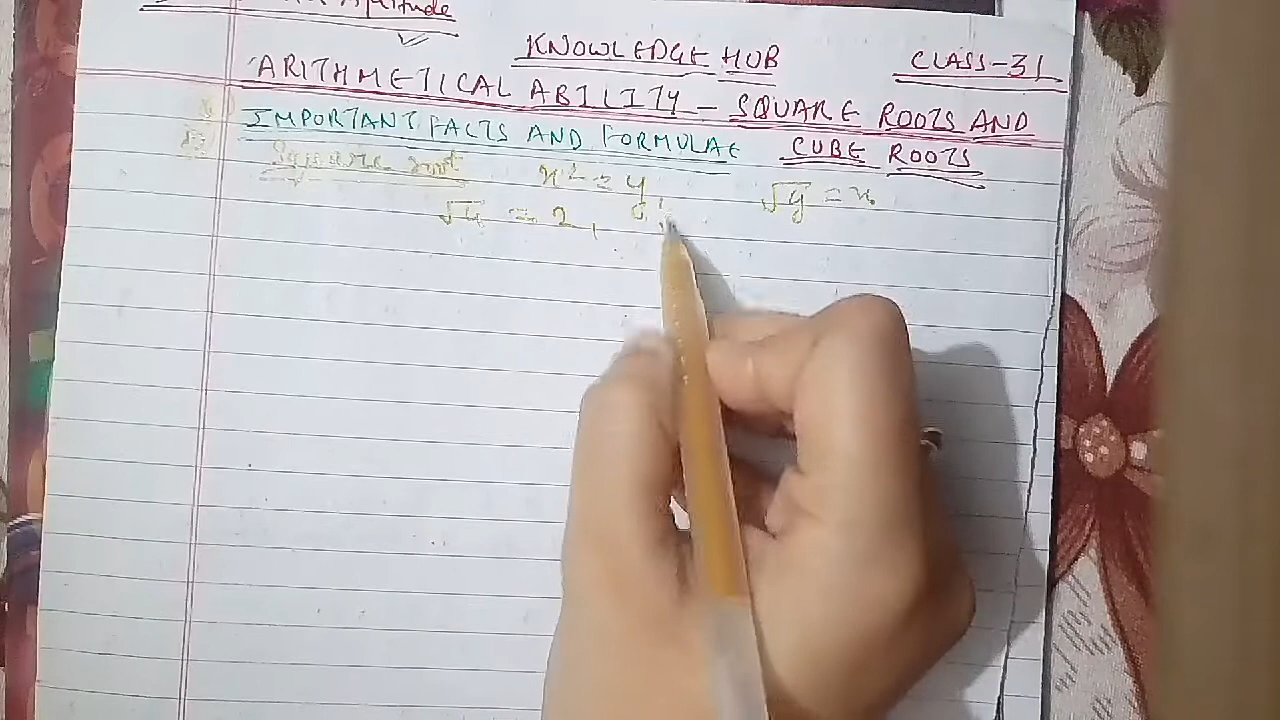 Aptitude
KNOWLEDGE HUB CLASS-31
ARITHMETICAL ABILITY - SQUARE ROOTS AND
IMPORTANT FACTS AND FORMULAE CUBE ROOTS
Square root x² = y, √y = x
√4 = 2,